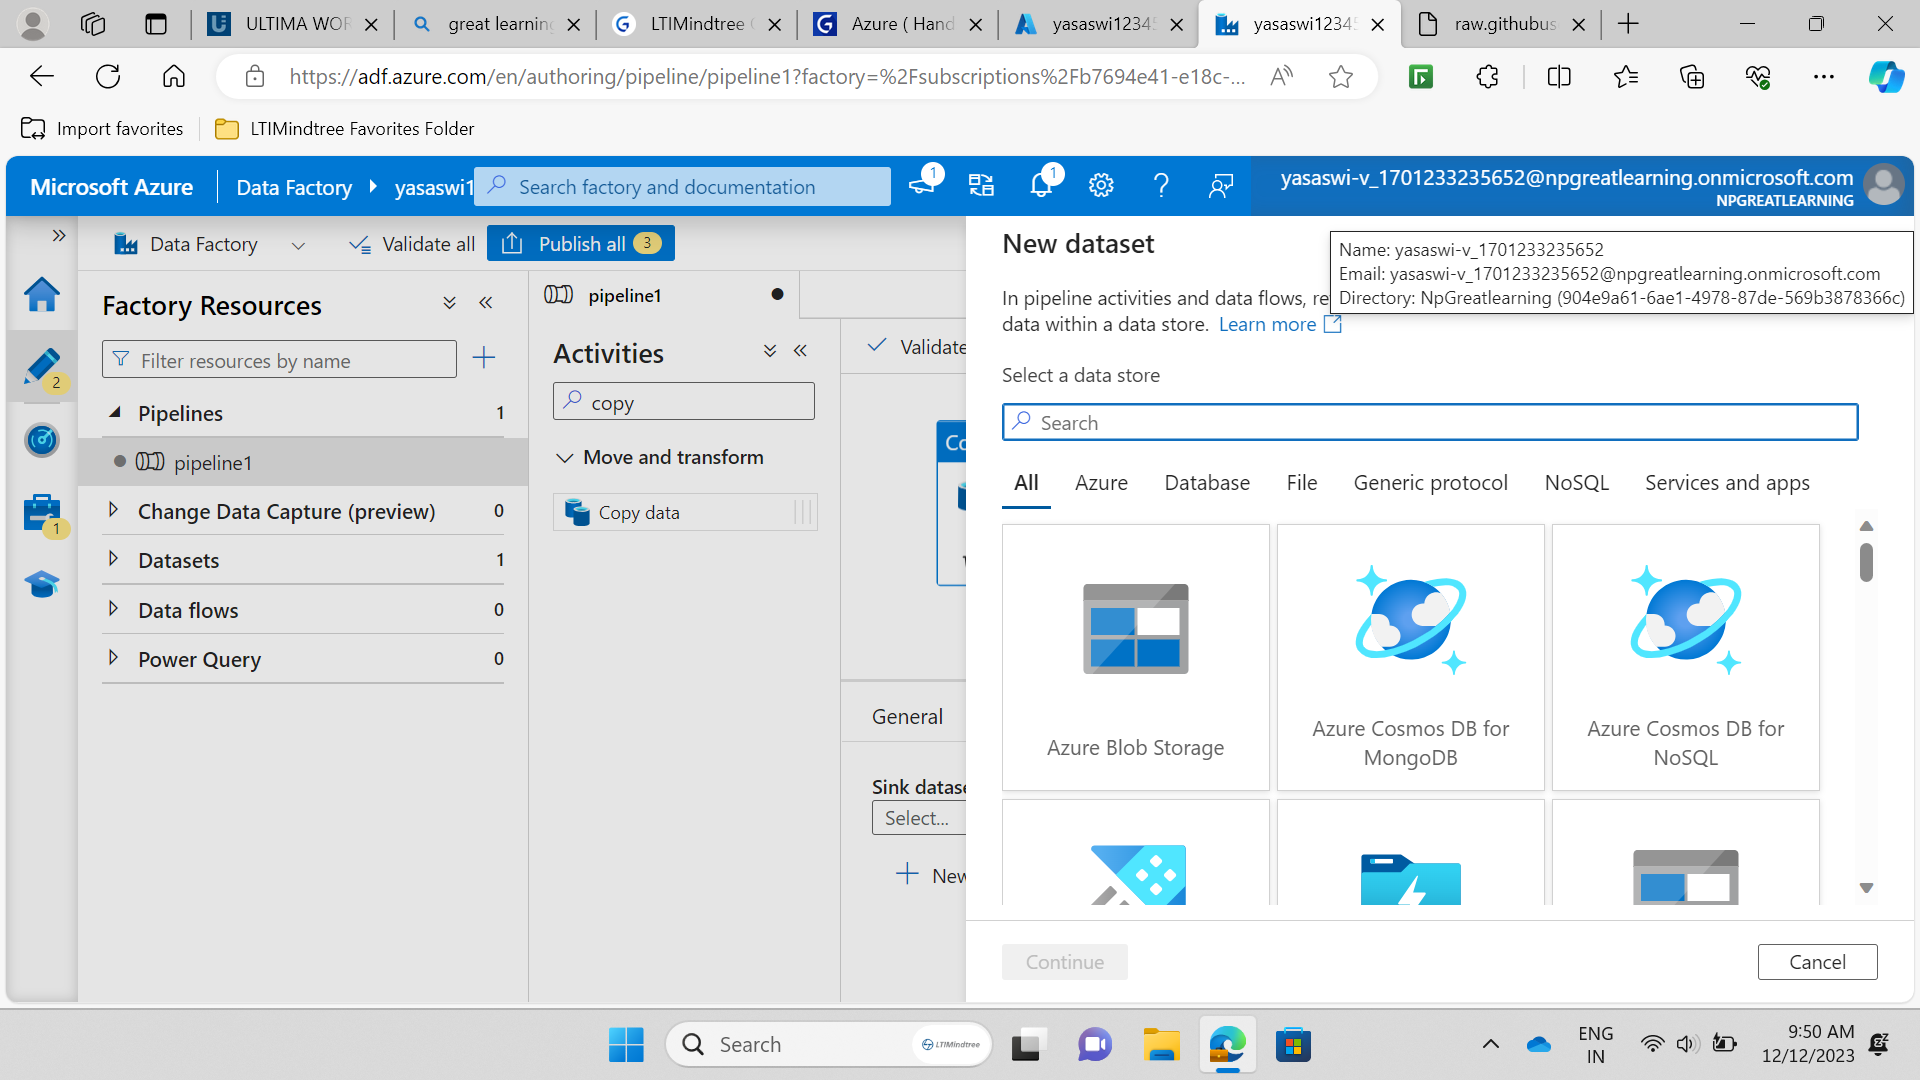 ULTIMA WOR
great learning
LTIMindtree
Azure ( Hand
yasaswi1234
yasaswi1234
raw.githubus
https://adf.azure.com/en/authoring/pipeline/pipeline1?factory=%2Fsubscriptions%2Fb7694e41-e18c-...
Import favorites
LTIMindtree Favorites Folder
Microsoft Azure
Data Factory
yasaswi1
Search factory and documentation
1
1
yasaswi-v_1701233235652@npgreatlearning.onmicrosoft.com
NPGREATLEARNING
Data Factory
Validate all
Publish all 3
Factory Resources
Filter resources by name
2
1
Pipelines 1
pipeline1
Change Data Capture (preview) 0
Datasets 1
Data flows 0
Power Query 0
pipeline1
Activities
copy
Move and transform
Copy data
Validate
Co
General
Sink datase
Select...
New
New dataset
Name: yasaswi-v_1701233235652
Email: yasaswi-v_1701233235652@npgreatlearning.onmicrosoft.com
Directory: NpGreatlearning (904e9a61-6ae1-4978-87de-569b3878366c)
In pipeline activities and data flows, re
data within a data store. Learn more
Select a data store
Search
All Azure Database File Generic protocol NoSQL Services and apps
Azure Blob Storage
Azure Cosmos DB for
MongoDB
Azure Cosmos DB for
NoSQL
Continue
Cancel
Search
LTIMindtree
ENG
IN
9:50 AM
12/12/2023